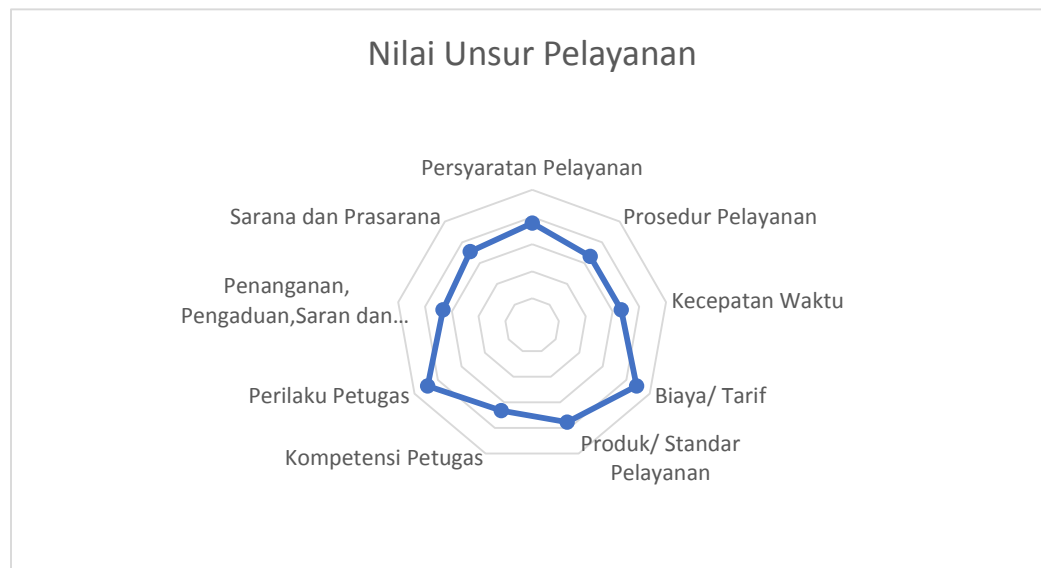 Nilai Unsur Pelayanan
Persyaratan Pelayanan
Prosedur Pelayanan
Kecepatan Waktu
Biaya/ Tarif
Produk/ Standar
Pelayanan
Kompetensi Petugas
Perilaku Petugas
Penanganan,
Pengaduan,Saran dan...
Sarana dan Prasarana